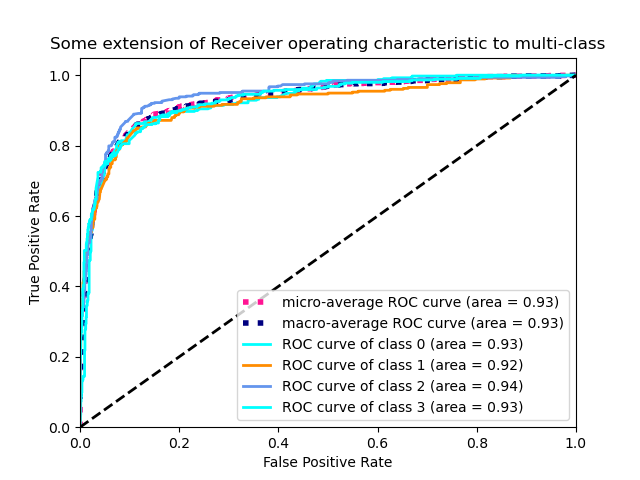 Some extension of Receiver operating characteristic to multi-class
1.0
0.8
0.6
0.4
0.2
0.0
True Positive Rate
micro-average ROC curve (area = 0.93)
macro-average ROC curve (area = 0.93)
ROC curve of class 0 (area = 0.93)
ROC curve of class 1 (area = 0.92)
ROC curve of class 2 (area = 0.94)
ROC curve of class 3 (area = 0.93)
0.0 0.2 0.4 0.6 0.8 1.0
False Positive Rate